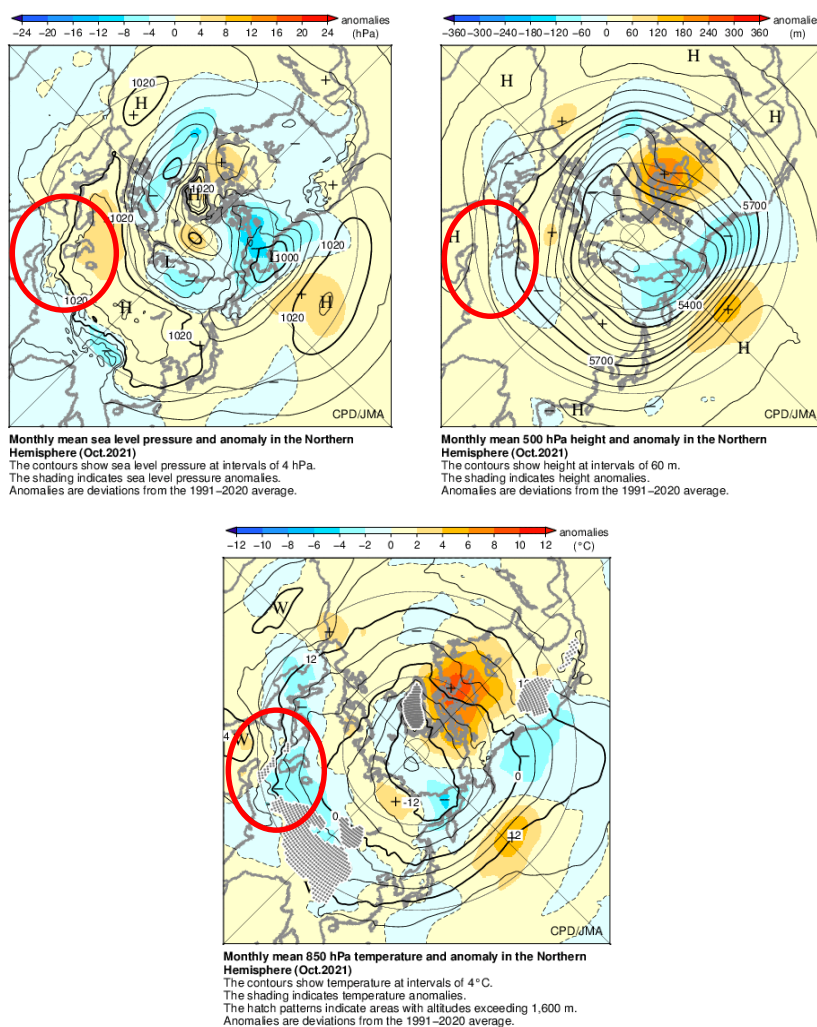 anomalies
−24 −20 −16 −12 −8 −4 0 4 8 12 16 20 24 (hPa)
1020
H
1020
H
1020
1020
L
L1000
1020
H
1020
1020
H
1020
CPD/JMA
Monthly mean sea level pressure and anomaly in the Northern
Hemisphere (Oct.2021)
The contours show sea level pressure at intervals of 4 hPa.
The shading indicates sea level pressure anomalies.
Anomalies are deviations from the 1991−2020 average.
anomalies
−360 −300 −240 −180 −120 −60 0 60 120 180 240 300 360 (m)
H
H
H
5700
H
5400
H
5700
H
CPD/JMA
Monthly mean 500 hPa height and anomaly in the Northern
Hemisphere (Oct.2021)
The contours show height at intervals of 60 m.
The shading indicates height anomalies.
Anomalies are deviations from the 1991−2020 average.
anomalies
−12 −10 −8 −6 −4 −2 0 2 4 6 8 10 12 (°C)
W
12
W
0
−12
0
12
CPD/JMA
Monthly mean 850 hPa temperature and anomaly in the Northern
Hemisphere (Oct.2021)
The contours show temperature at intervals of 4°C.
The shading indicates temperature anomalies.
The hatch patterns indicate areas with altitudes exceeding 1,600 m.
Anomalies are deviations from the 1991−2020 average.